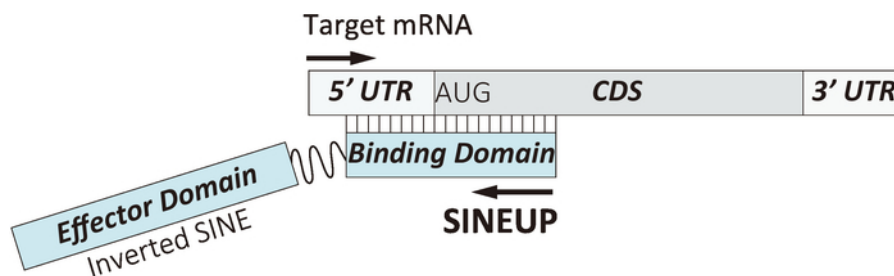 Target mRNA
5’ UTR AUG CDS 3’ UTR
Binding Domain
Effector Domain
Inverted SINE
SINEUP